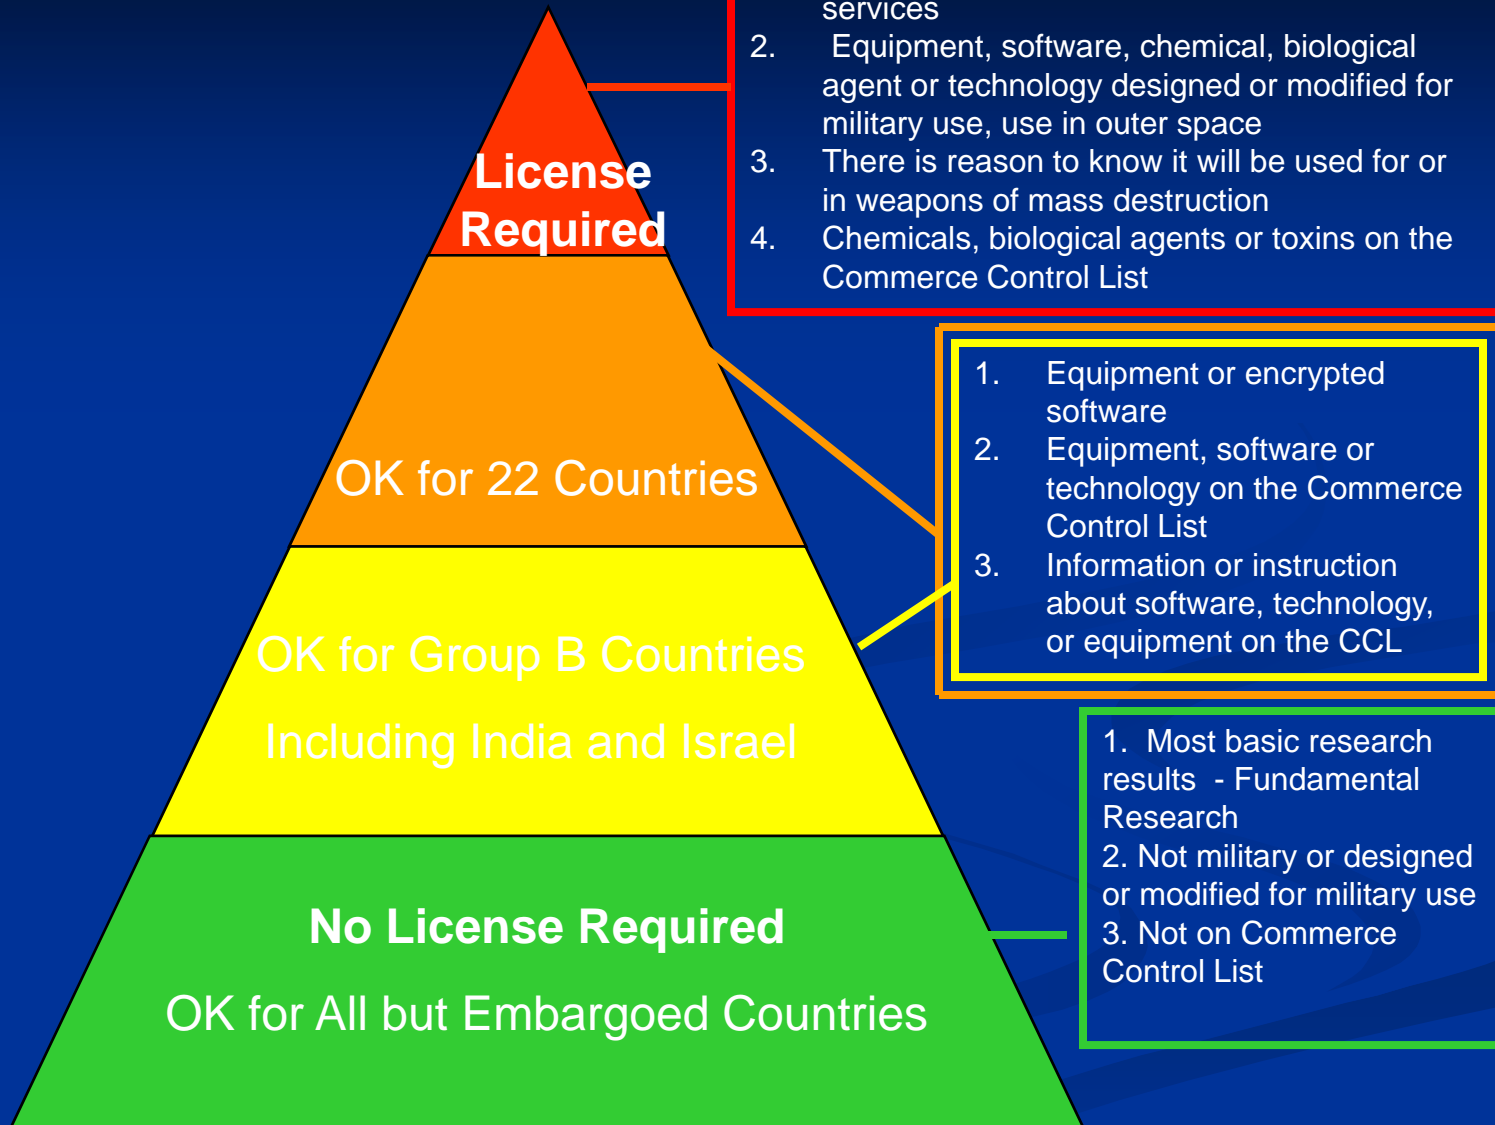 services
2. Equipment, software, chemical, biological
agent or technology designed or modified for
military use, use in outer space
3. There is reason to know it will be used for or
in weapons of mass destruction
4. Chemicals, biological agents or toxins on the
Commerce Control List
License
Required
1. Equipment or encrypted
software
2. Equipment, software or
technology on the Commerce
Control List
3. Information or instruction
about software, technology,
or equipment on the CCL
OK for 22 Countries
OK for Group B Countries
Including India and Israel
1. Most basic research
results - Fundamental
Research
2. Not military or designed
or modified for military use
3. Not on Commerce
Control List
No License Required
OK for All but Embargoed Countries